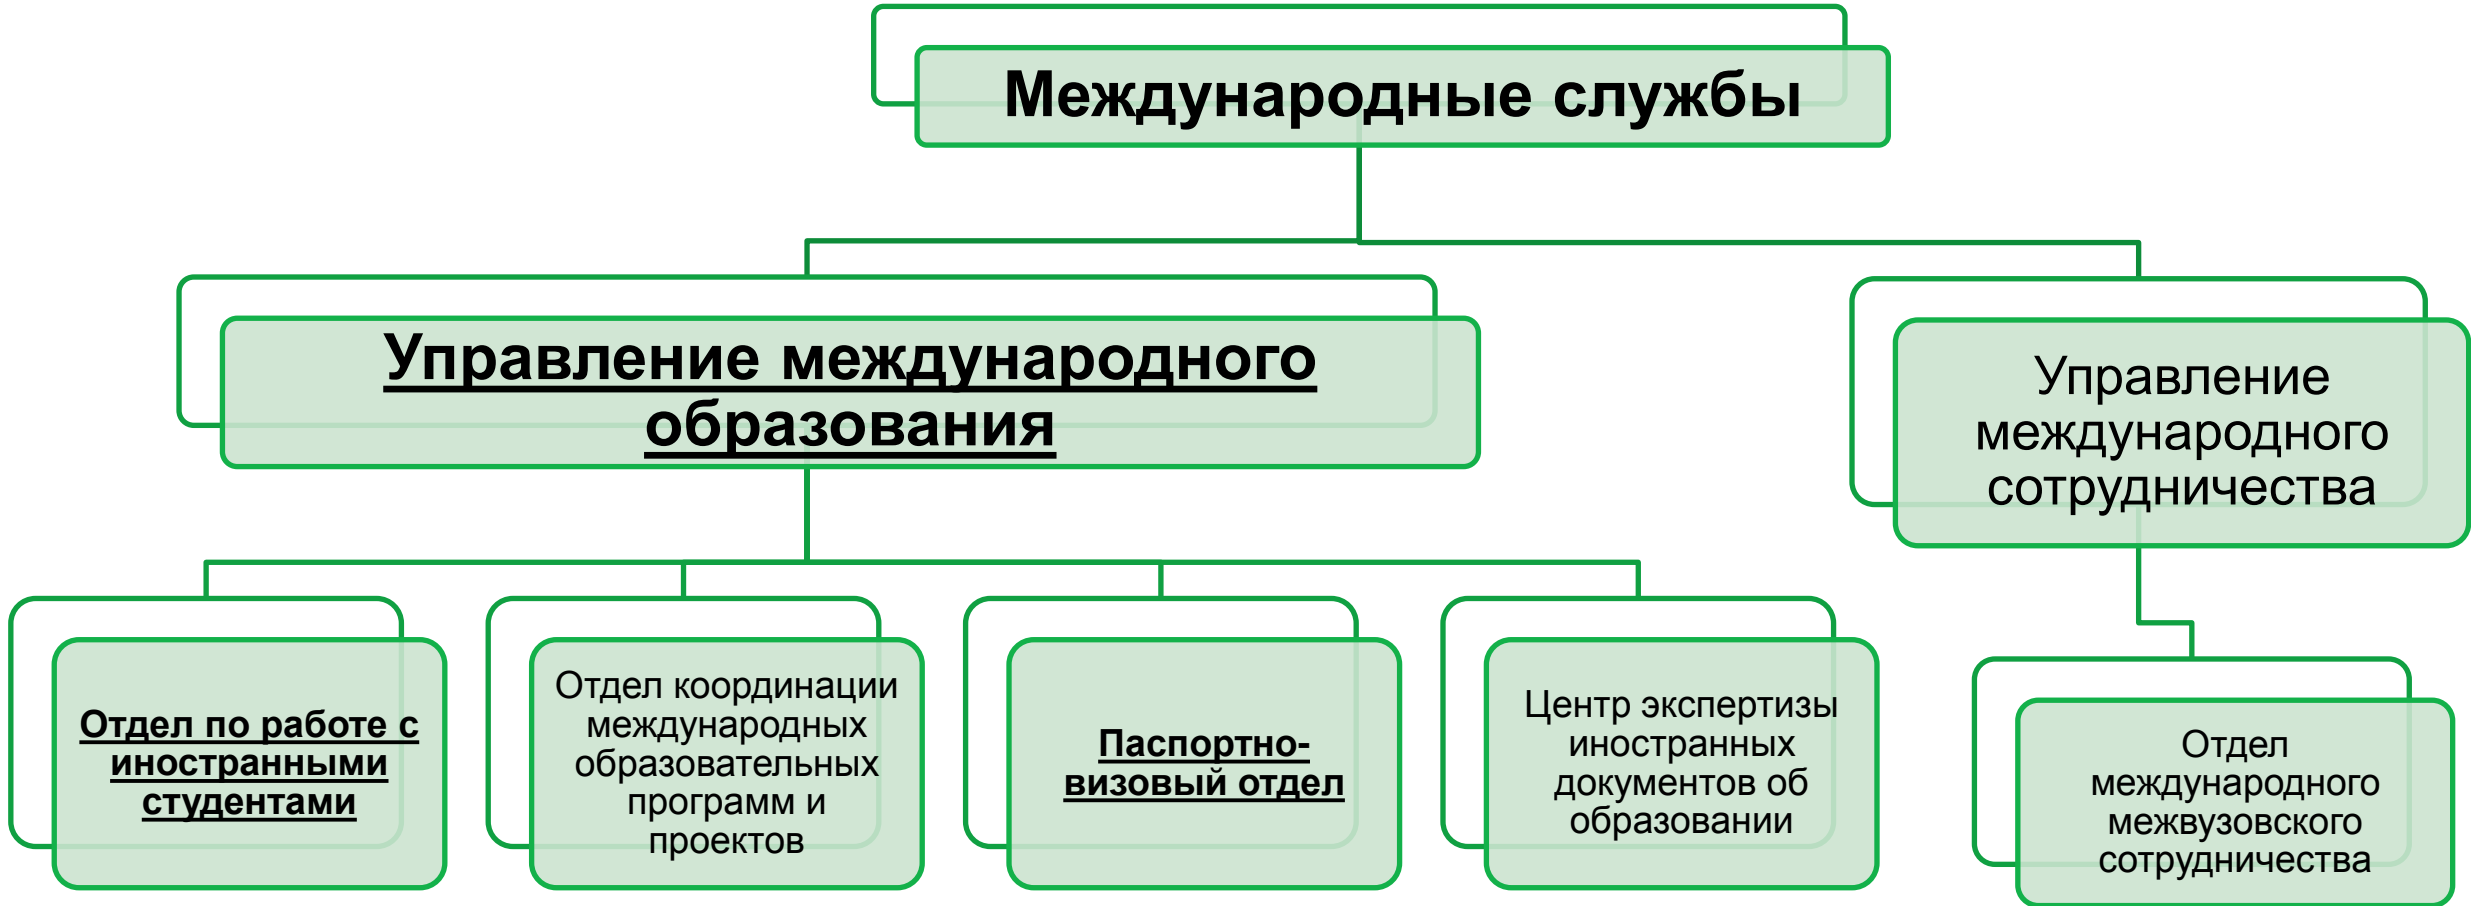 Международные службы
Управление международного
образования
Управление
международного
сотрудничества
Отдел по работе с
иностранными
студентами
Отдел координации
международных
образовательных
программ и
проектов
Паспортно-
визовый отдел
Центр экспертизы
иностранных
документов об
образовании
Отдел
международного
межвузовского
сотрудничества